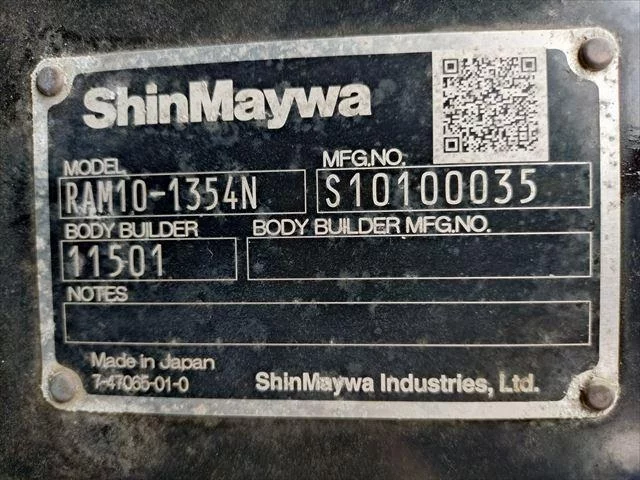 ShinMaywa
MODEL
MFG.NO.
RAM10-1354N
S10100035
BODY BUILDER
BODY BUILDER MFG.NO.
11501
NOTES
Made in Japan
7-47065-01-0
ShinMaywa Industries, Ltd.